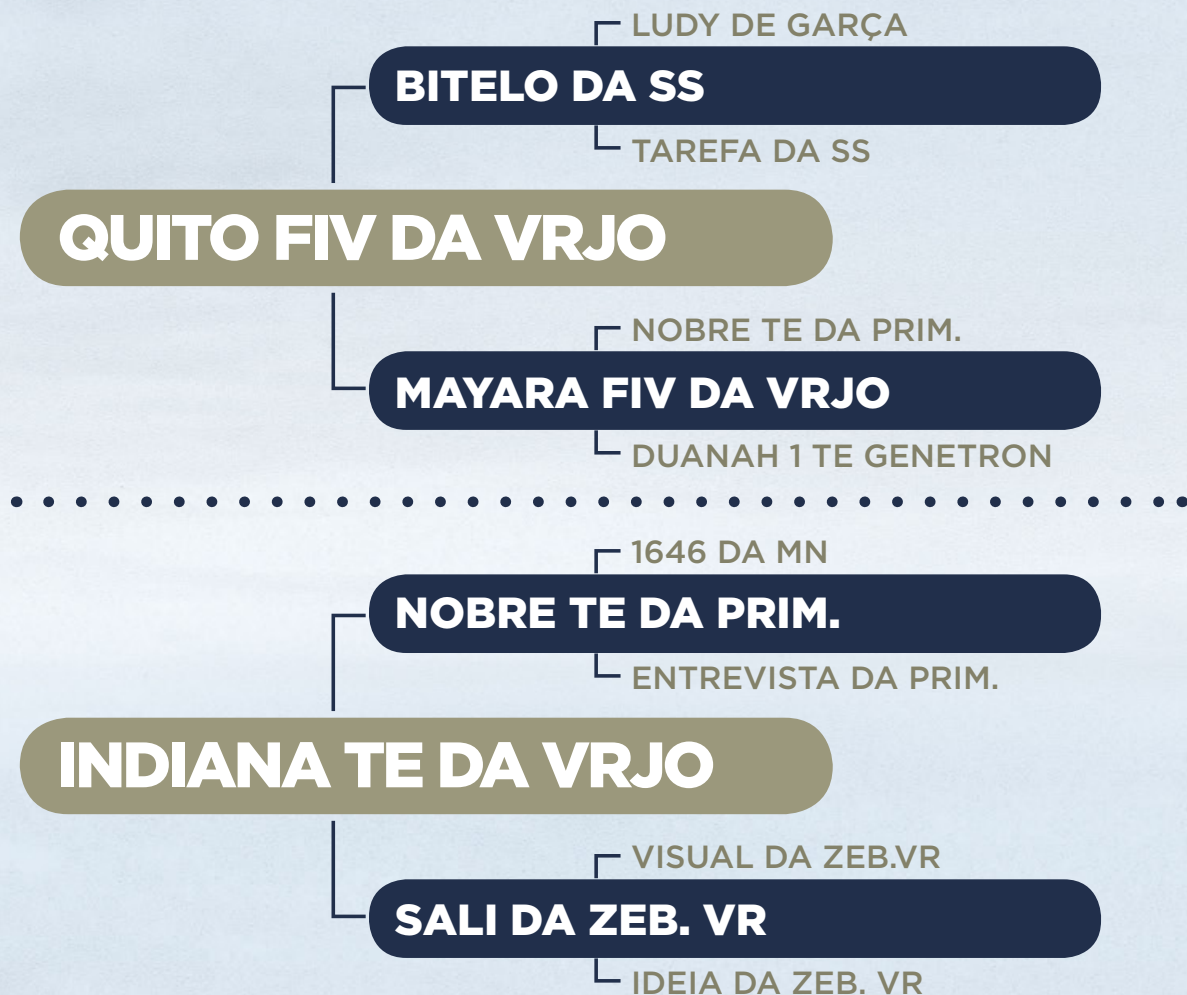 LUDY DE GARÇA
BITELO DA SS
TAREFA DA SS
QUITO FIV DA VRJO
NOBRE TE DA PRIM.
MAYARA FIV DA VRJO
DUANAH 1 TE GENETRON
1646 DA MN
NOBRE TE DA PRIM.
ENTREVISTA DA PRIM.
INDIANA TE DA VRJO
VISUAL DA ZEB.VR
SALI DA ZEB. VR
IDEIA DA ZEB. VR